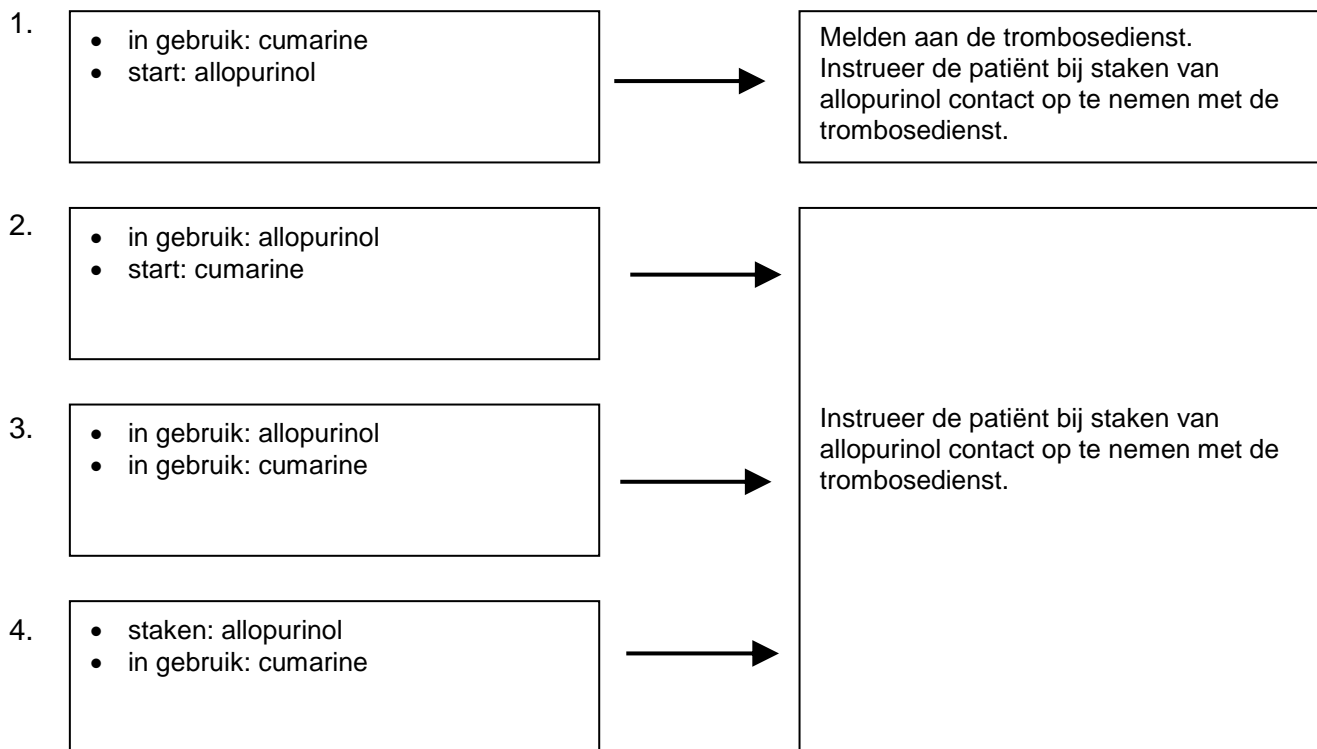 1.
• in gebruik: cumarine
• start: allopurinol
Melden aan de trombosedienst.
Instrueer de patiënt bij staken van
allopurinol contact op te nemen met de
trombosedienst.
2.
• in gebruik: allopurinol
• start: cumarine
3.
• in gebruik: allopurinol
• in gebruik: cumarine
Instrueer de patiënt bij staken van
allopurinol contact op te nemen met de
trombosedienst.
4.
• staken: allopurinol
• in gebruik: cumarine